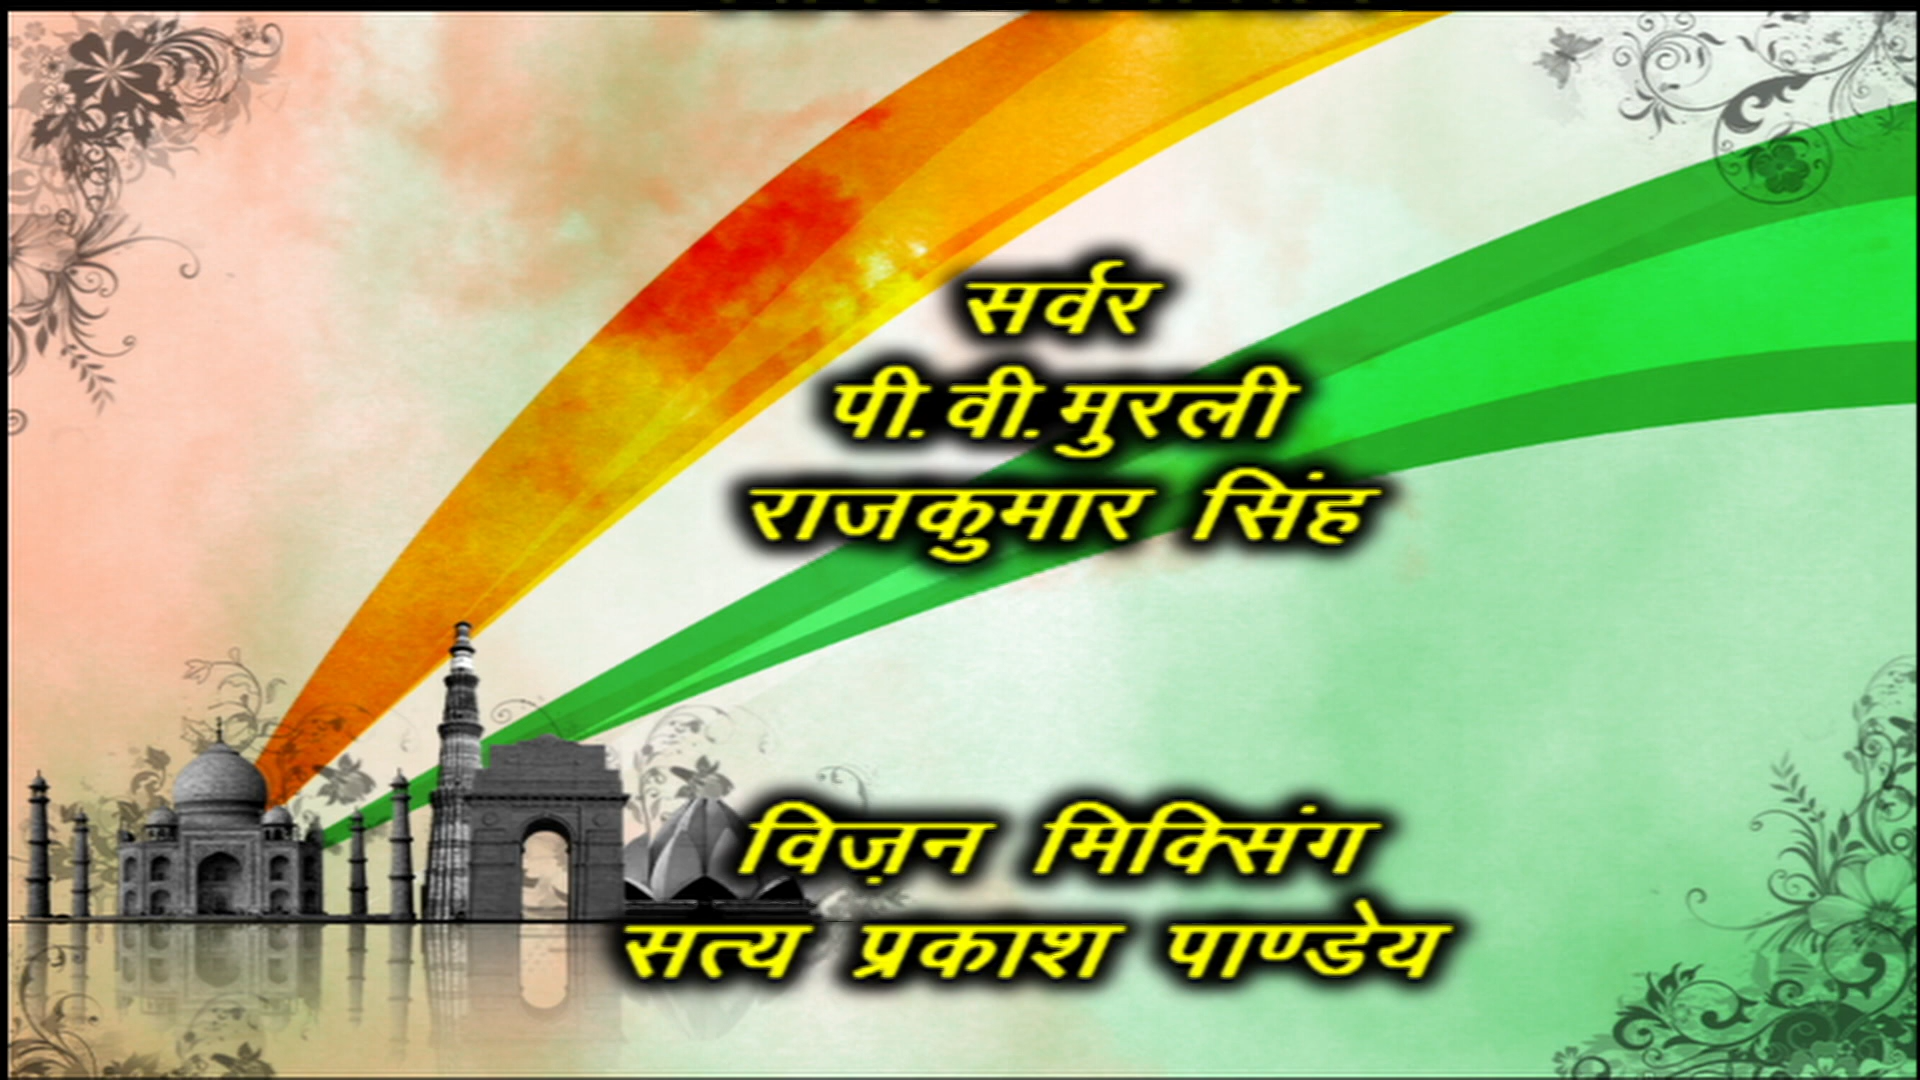 सर्वर
पी.वी.मुरली
राजकुमार सिंह
विज़न मिक्सिंग
सत्य प्रकाश पाण्डेय